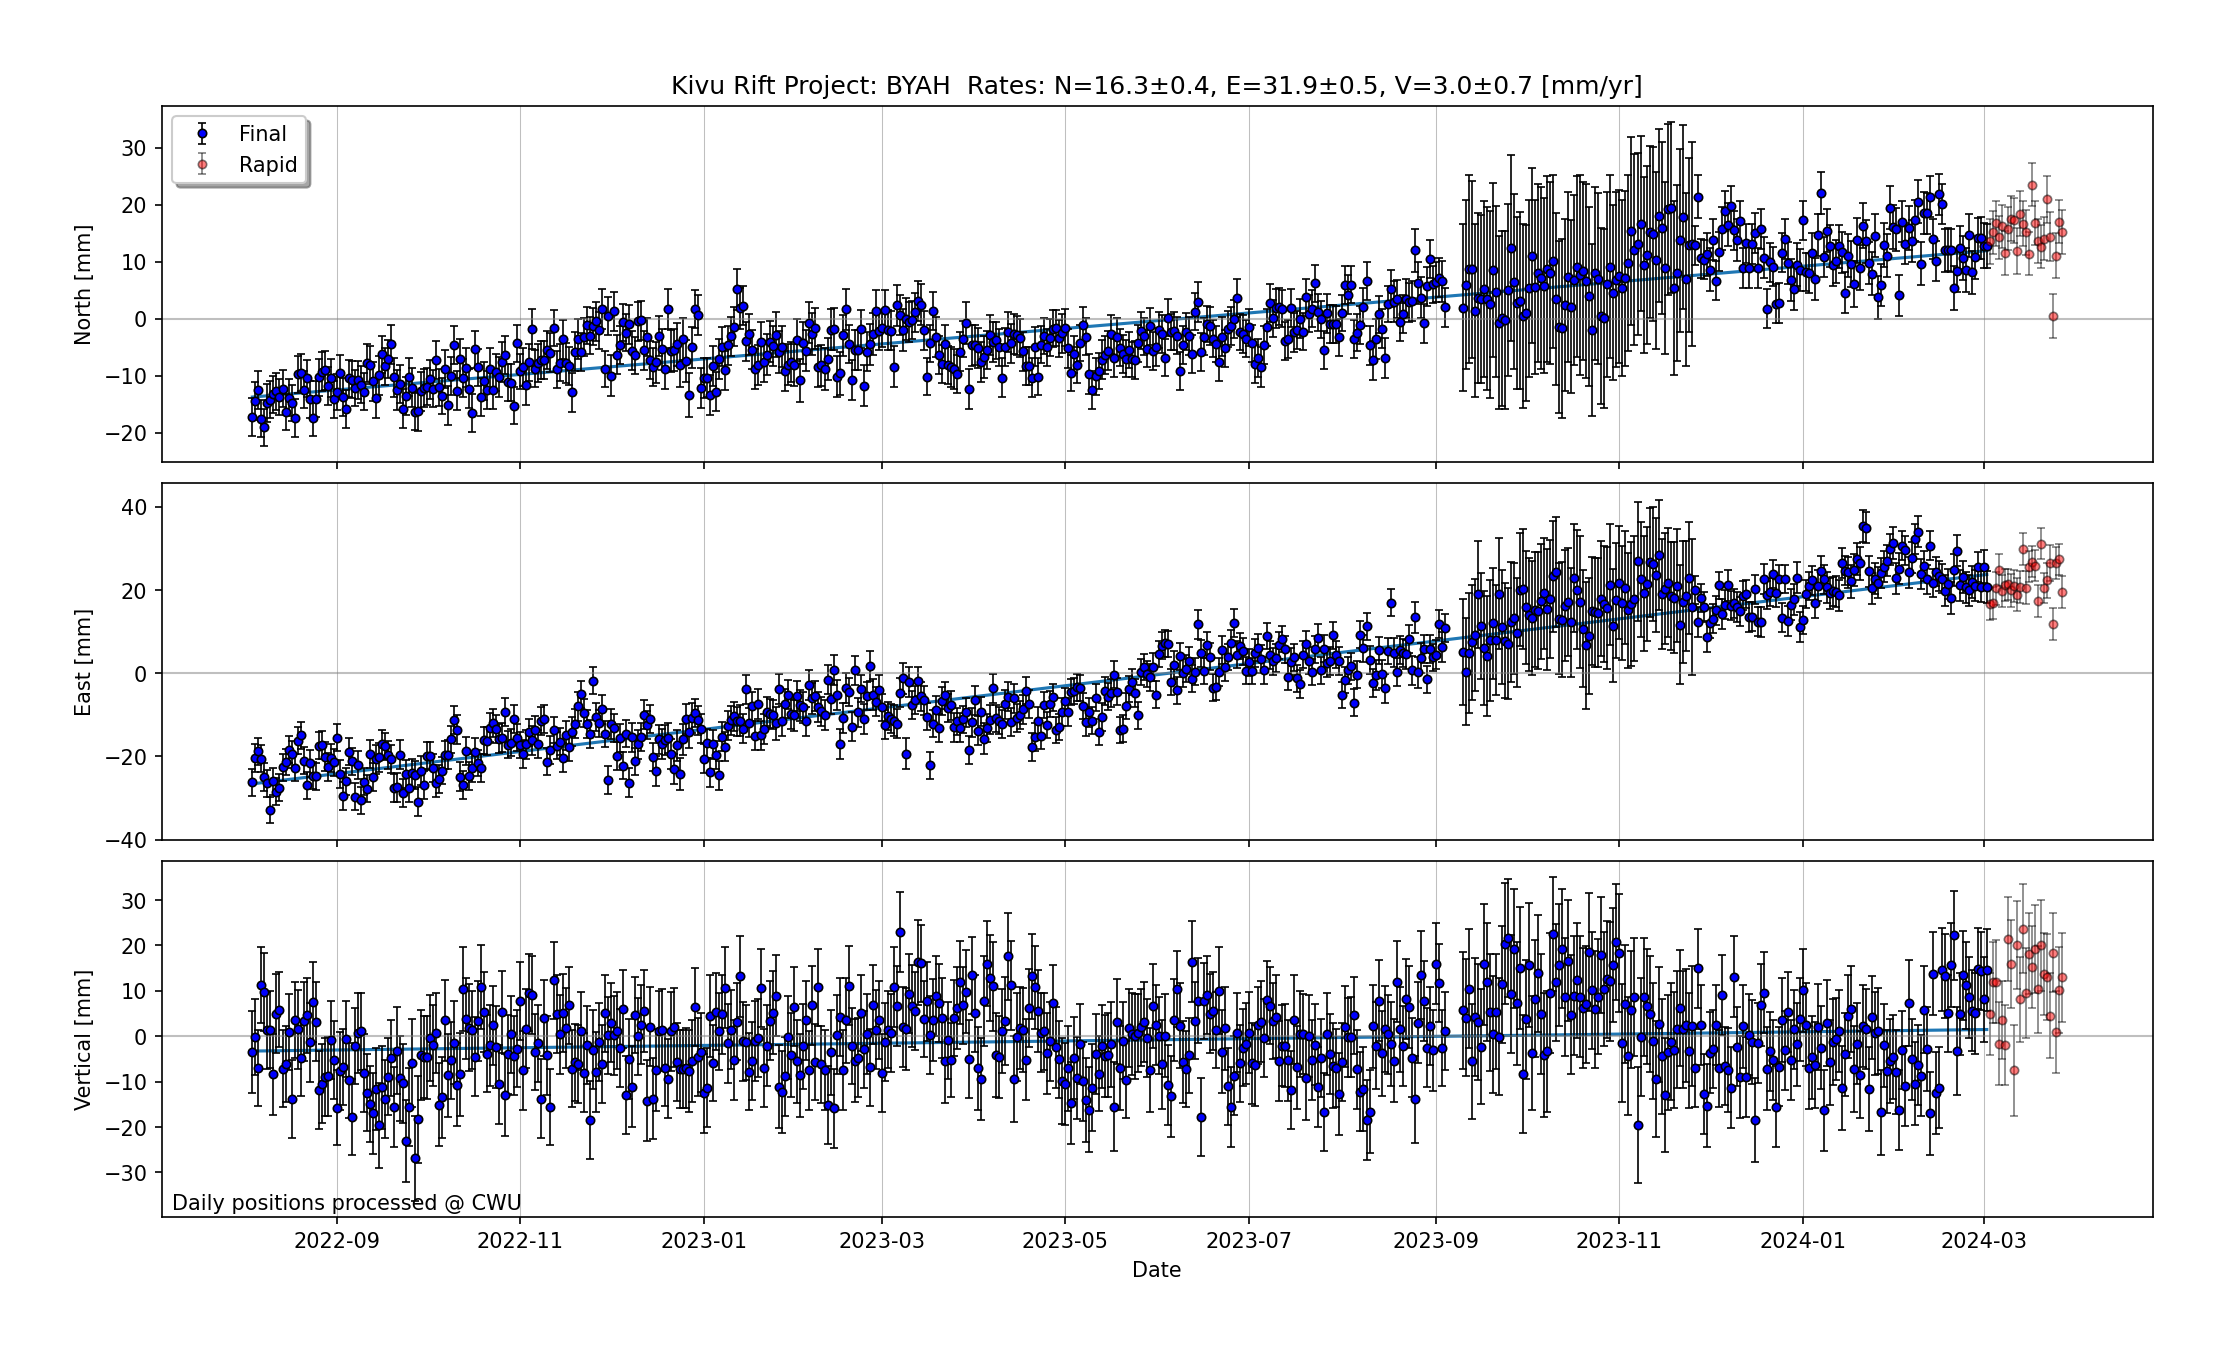 Kivu Rift Project: BYAH  Rates: N=16.3±0.4, E=31.9±0.5, V=3.0±0.7 [mm/yr]
Final
Rapid
North [mm]
30
20
10
0
−10
−20
East [mm]
40
20
0
−20
−40
Vertical [mm]
30
20
10
0
−10
−20
−30
Daily positions processed @ CWU
2022-09 2022-11 2023-01 2023-03 2023-05 2023-07 2023-09 2023-11 2024-01 2024-03
Date